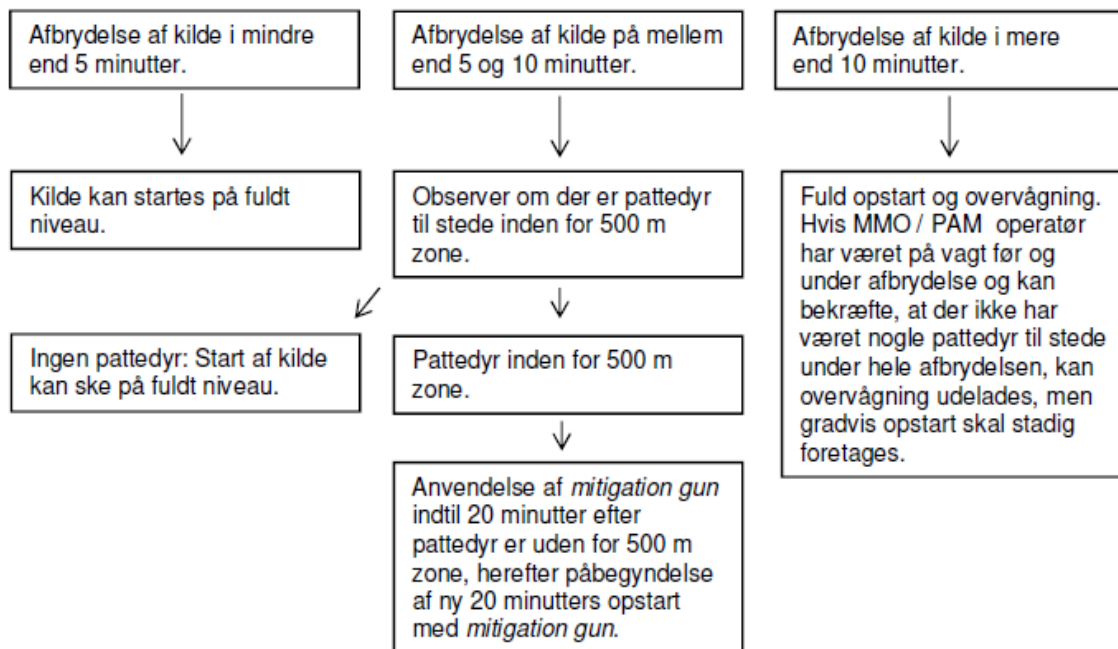 Afbrydelse af kilde i mindre
end 5 minutter.
Afbrydelse af kilde på mellem
end 5 og 10 minutter.
Afbrydelse af kilde i mere
end 10 minutter.
Kilde kan startes på fuldt
niveau.
Observer om der er pattedyr
til stede inden for 500 m
zone.
Fuld opstart og overvågning.
Hvis MMO / PAM operatør
har været på vagt før og
under afbrydelse og kan
bekræfte, at der ikke har
været nogle pattedyr til stede
under hele afbrydelsen, kan
overvågning udelades, men
gradvis opstart skal stadig
foretages.
Ingen pattedyr: Start af kilde
kan ske på fuldt niveau.
Pattedyr inden for 500 m
zone.
Anvendelse af mitigation gun
indtil 20 minutter efter
pattedyr er uden for 500 m
zone, herefter påbegyndelse
af ny 20 minutters opstart
med mitigation gun.